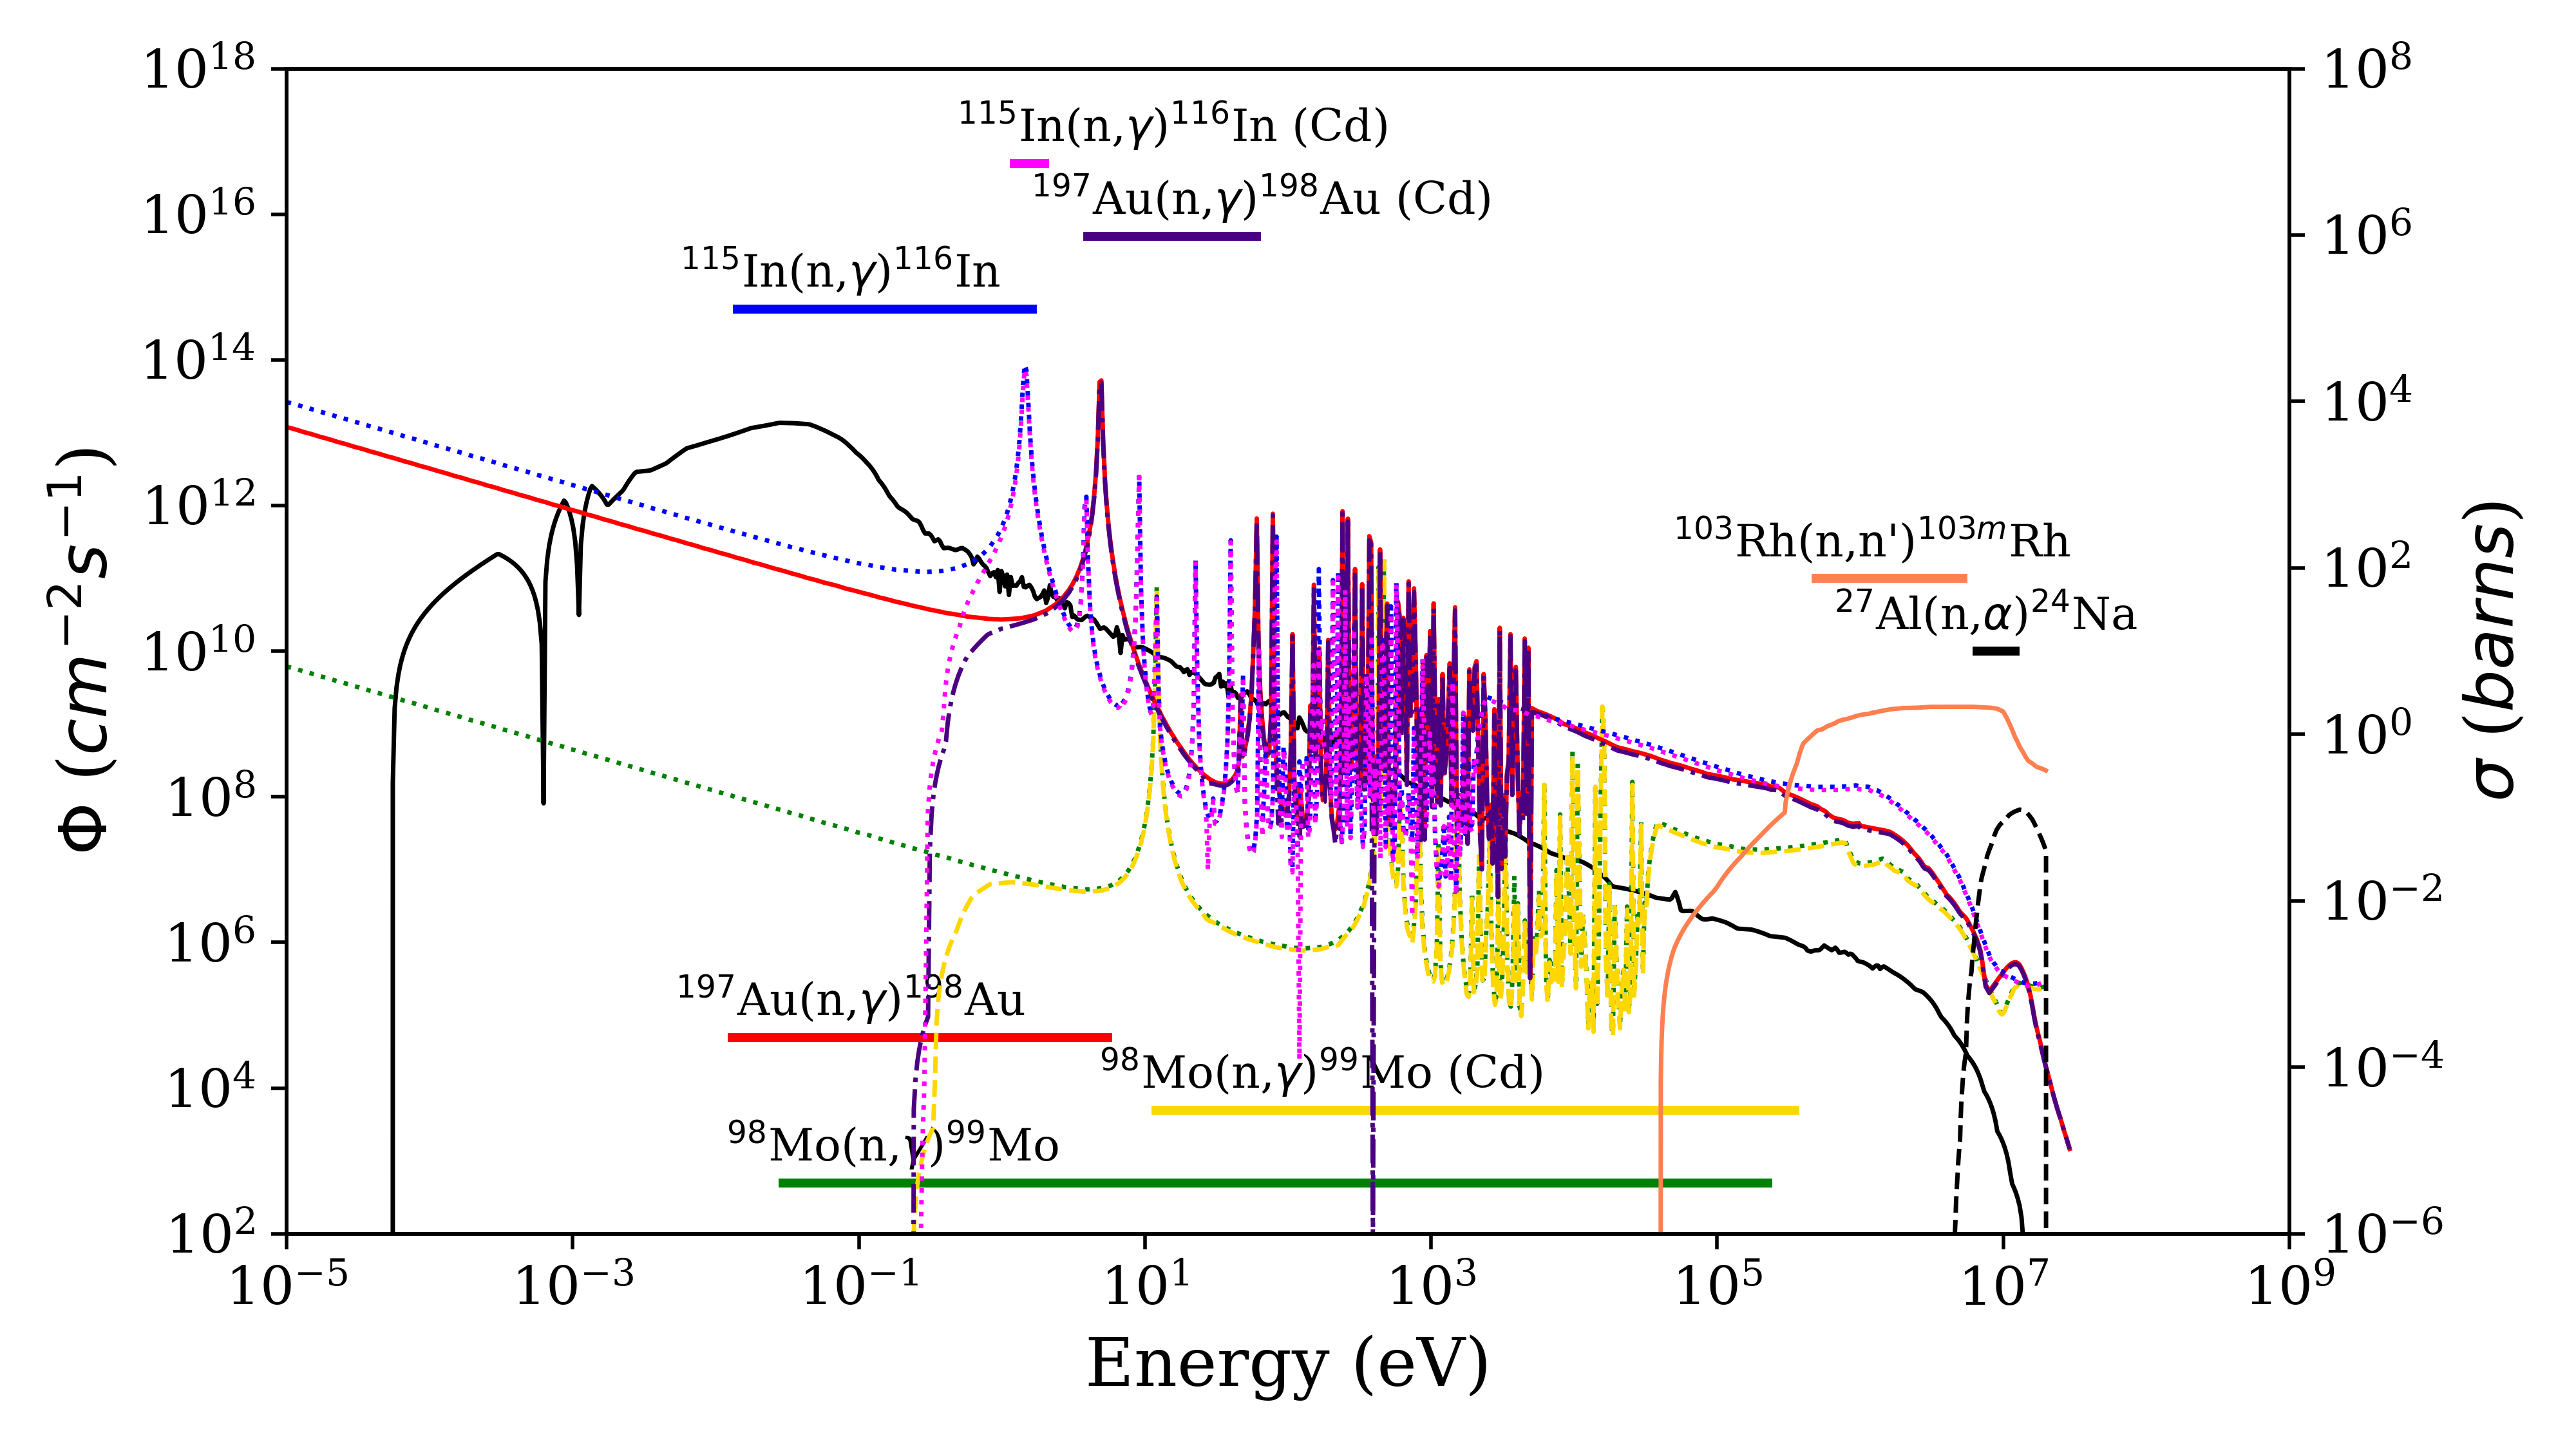 10¹⁸
10¹⁶
10¹⁴
10¹²
10¹⁰
10⁸
10⁶
10⁴
10²
Φ (cm⁻²s⁻¹)
¹¹⁵In(n,γ)¹¹⁶In (Cd)
¹⁹⁷Au(n,γ)¹⁹⁸Au (Cd)
¹¹⁵In(n,γ)¹¹⁶In
¹⁰³Rh(n,n')¹⁰³ᵐRh
²⁷Al(n,α)²⁴Na
¹⁹⁷Au(n,γ)¹⁹⁸Au
⁹⁸Mo(n,γ)⁹⁹Mo (Cd)
⁹⁸Mo(n,γ)⁹⁹Mo
10⁸
10⁶
10⁴
10²
10⁰
10⁻²
10⁻⁴
10⁻⁶
σ (barns)
10⁻⁵ 10⁻³ 10⁻¹ 10¹ 10³ 10⁵ 10⁷ 10⁹
Energy (eV)